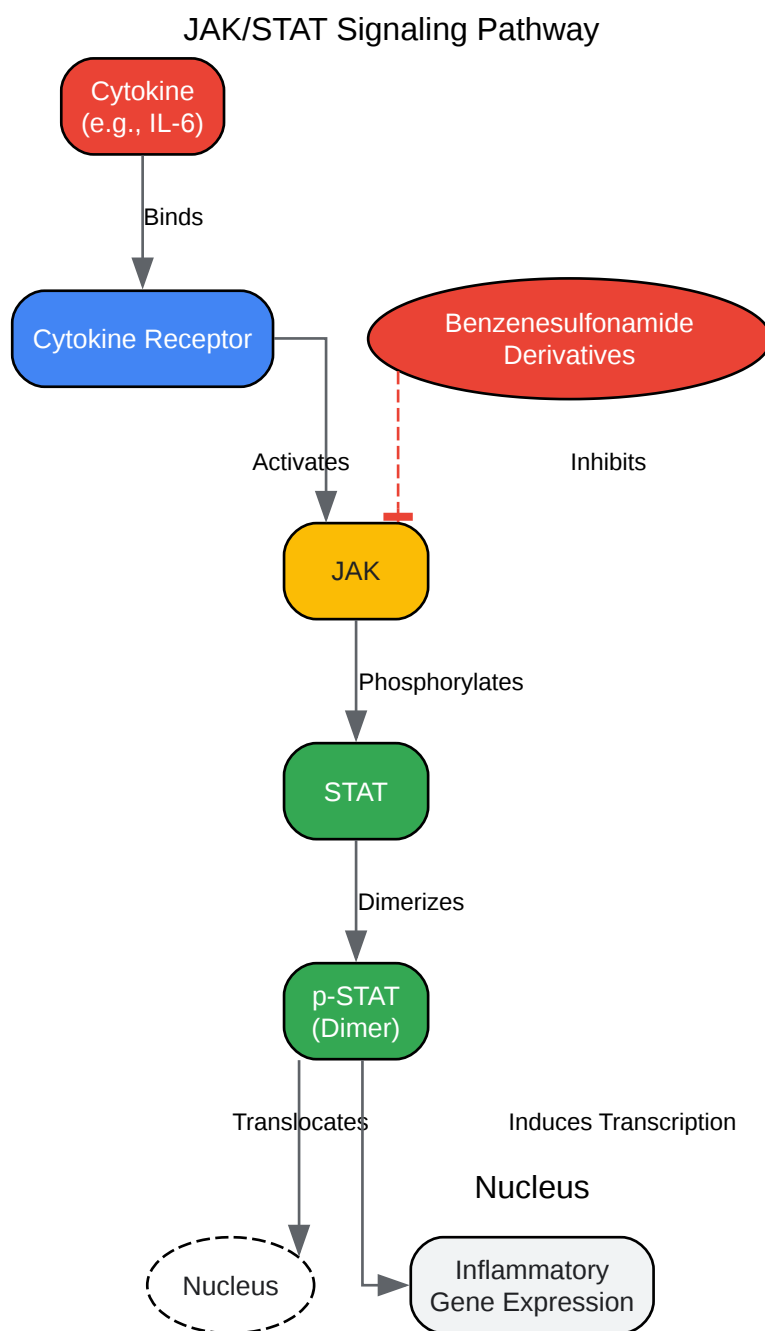 JAK/STAT Signaling Pathway
Cytokine
(e.g., IL-6)
Binds
Cytokine Receptor
Benzenesulfonamide
Derivatives
Activates
Inhibits
JAK
Phosphorylates
STAT
Dimerizes
p-STAT
(Dimer)
Translocates
Induces Transcription
Nucleus
Nucleus
Inflammatory
Gene Expression